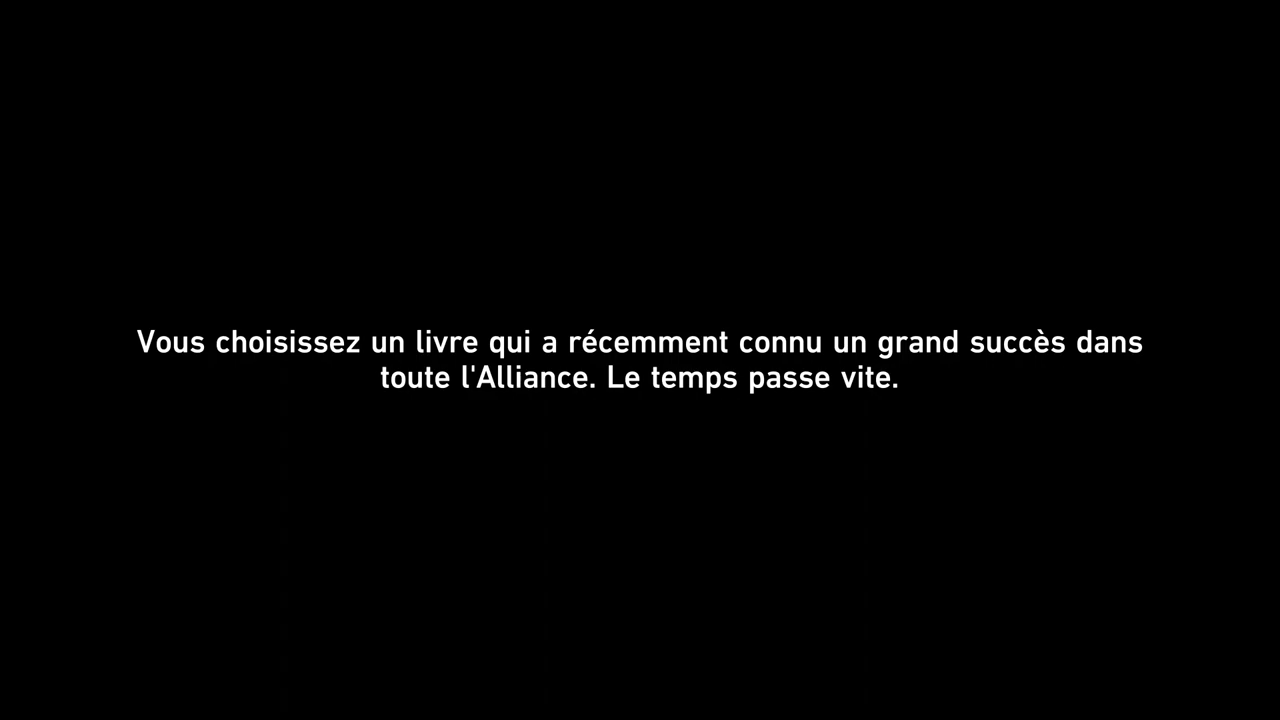 Vous choisissez un livre qui a récemment connu un grand succès dans
toute l'Alliance. Le temps passe vite.